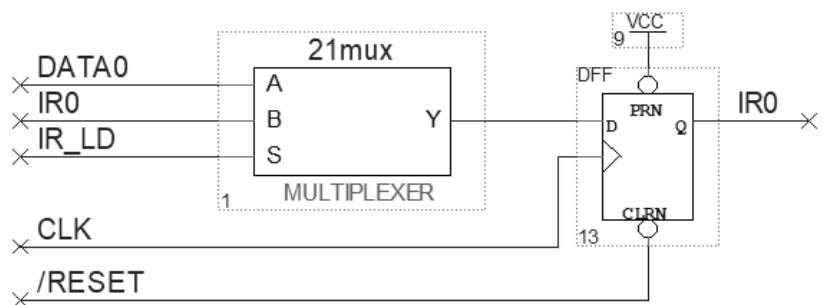 VCC
9
21mux
DFF
DATA0
A
IR0
B
Y
IR_LD
S
D
PRN
Q
IR0
1
MULTIPLEXER
CLK
CLRN
13
/RESET